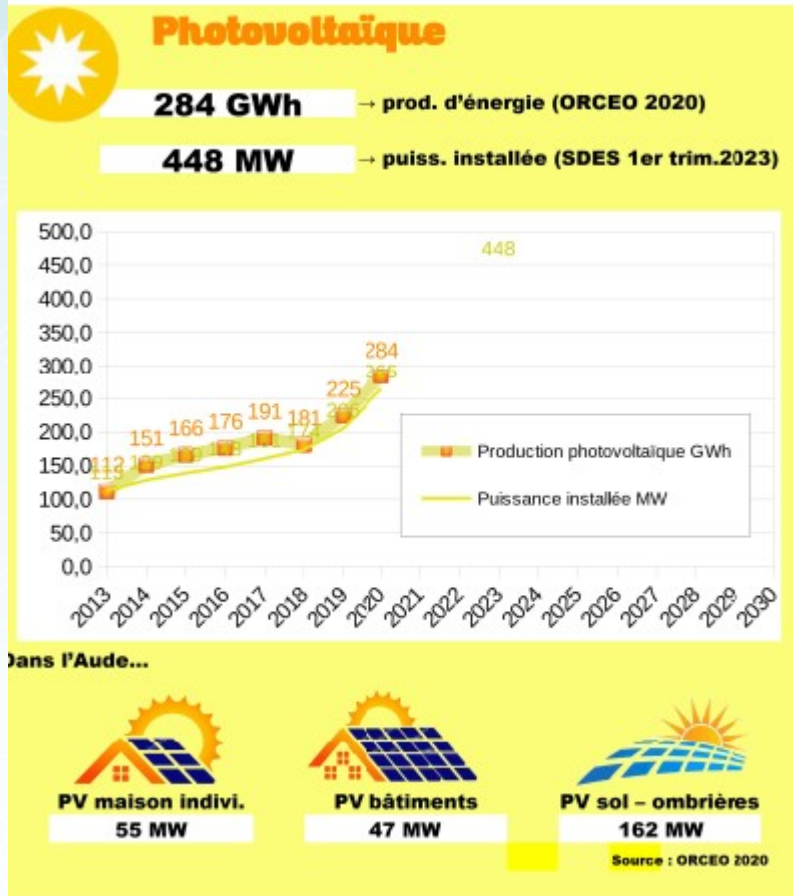 Photovoltaïque
284 GWh → prod. d'énergie (ORCEO 2020)
448 MW → puiss. installée (SDES 1er trim.2023)
500,0
450,0
400,0
350,0
300,0
250,0
200,0
150,0
100,0
50,0
0,0
448
284
225
191
181
176
166
151
112
115
Production photovoltaïque GWh
Puissance installée MW
2013 2014 2015 2016 2017 2018 2019 2020 2021 2022 2023 2024 2025 2026 2027 2028 2029 2030
Dans l'Aude...
PV maison indivi. PV bâtiments PV sol – ombrières
55 MW 47 MW 162 MW
Source : ORCEO 2020